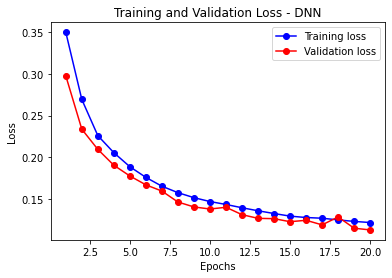 Training and Validation Loss - DNN
Training loss
Validation loss
Loss
0.35
0.30
0.25
0.20
0.15
2.5 5.0 7.5 10.0 12.5 15.0 17.5 20.0
Epochs